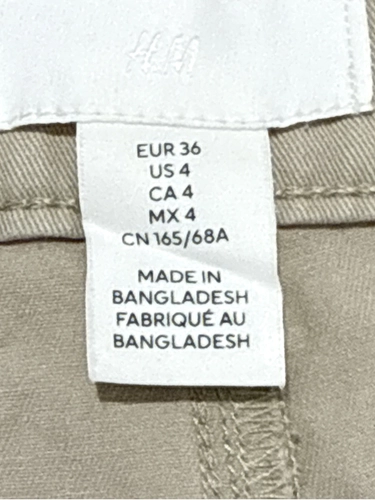 H&M
EUR 36
US 4
CA 4
MX 4
CN 165/68A
MADE IN
BANGLADESH
FABRIQUÉ AU
BANGLADESH